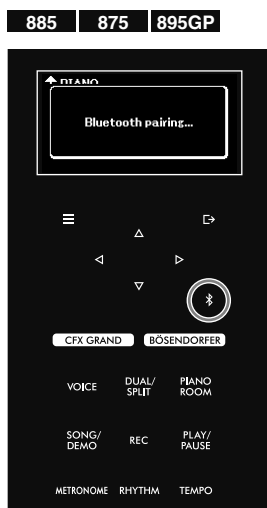 885 875 895GP
PIANO
Bluetooth pairing...
CFX GRAND BÖSENDORFER
VOICE DUAL/ SPLIT PIANO ROOM
SONG/ DEMO REC PLAY/ PAUSE
METRONOME RHYTHM TEMPO